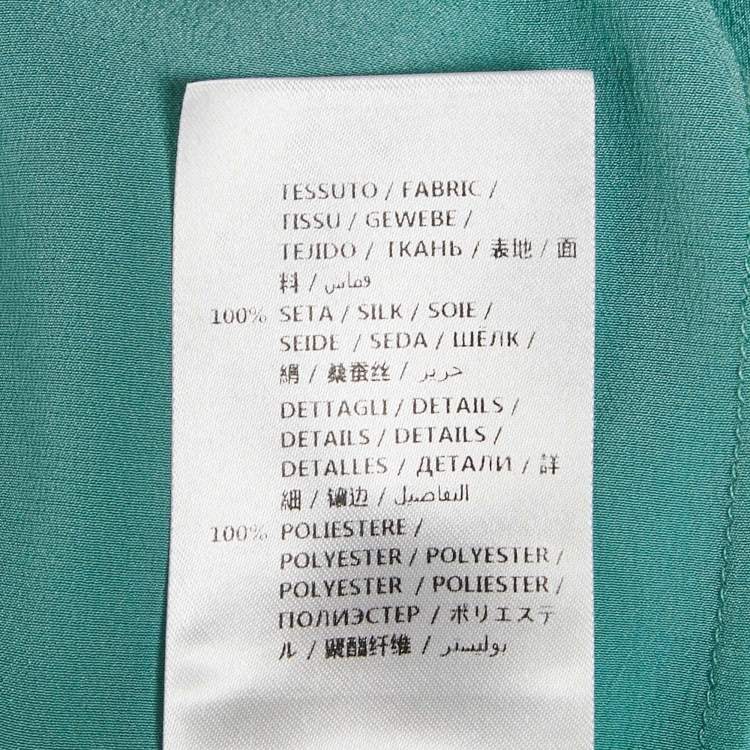 TESSUTO / FABRIC /
TISSU / GEWEBE /
TEJIDO / ТКАНЬ / 表地 / 面
料 / قماش
100% SETA / SILK / SOIE /
SEIDE / SEDA / ШЁЛК /
絹 / 桑蚕丝 / حرير
DETTAGLI / DETAILS /
DETAILS / DETAILS /
DETALLES / ДЕТАЛИ / 詳
細 / 镶边 / التفاصيل
100% POLIESTERE /
POLYESTER / POLYESTER /
POLYESTER / POLIESTER /
ПОЛИЭСТЕР / ポリエステ
ル / 聚酯纤维 / بوليستر